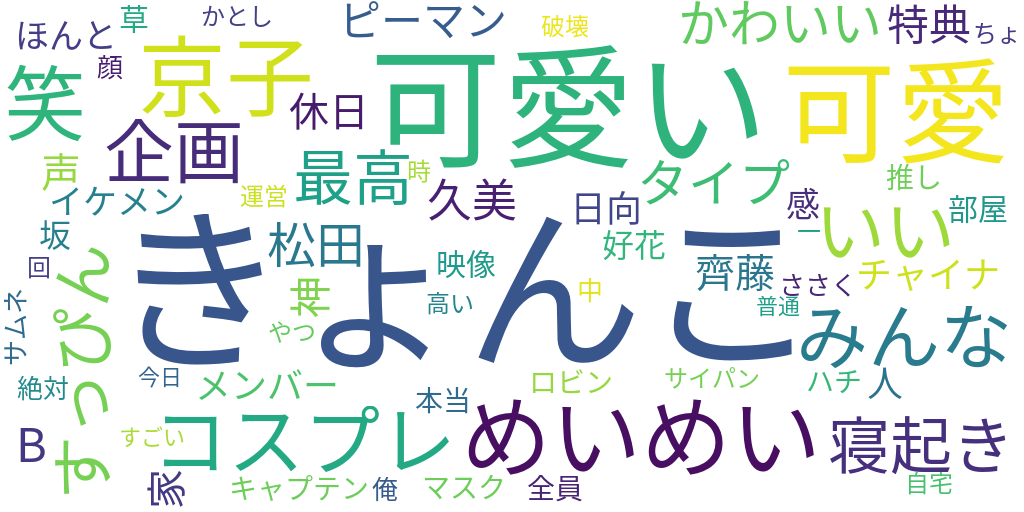 ほんと
草
かとし
ピーマン
破壊
かわいい
特典
ちょ
笑
顔
京子
休日
可愛い
可愛
企画
声
最高
時
タイプ
推し
イケメン
運営
久美
日向
感
いい
部屋
坂
松田
好花
一
回
きょんこ
映像
齊藤
ささく
チャイナ
すっぴん
神
高い
中
普通
サムネ
やつ
みんな
絶対
今日
メンバー
本当
ロビン
サイパン
ハチ
人
B
すごい
コスプレ
めいめい
寝起き
家
キャプテン
俺
マスク
全員
自宅